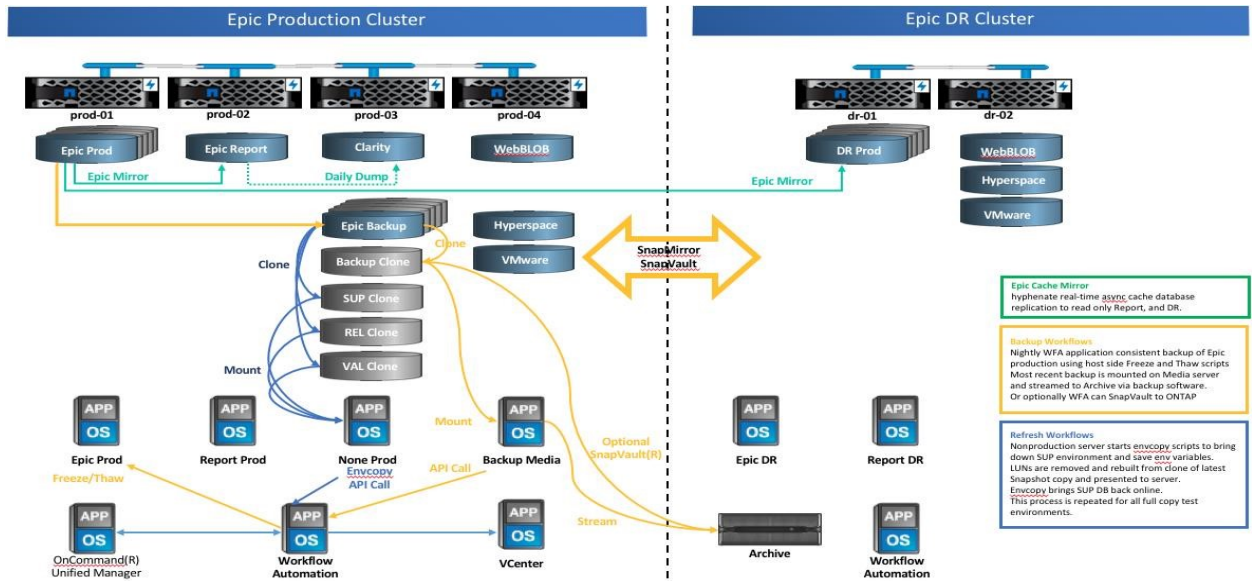 Epic Production Cluster
Epic DR Cluster
prod-01
prod-02
prod-03
prod-04
dr-01
dr-02
Epic Prod
Epic Report
Clarity
WebBLOB
DR Prod
WebBLOB
Epic Mirror
Daily Dump
Epic Mirror
Hyperspace
VMware
Epic Backup
Hyperspace
Clone
Clone
Backup Clone
VMware
SnapMirror
SnapVault
SUP Clone
REL Clone
Mount
VAL Clone
Epic Cache Mirror
hyphenate real-time async cache database
replication to read only Report, and DR.
Backup Workflows
Nightly WFA application consistent backup of Epic
production using host side Freeze and Thaw scripts
Most recent backup is mounted on Media server
and streamed to Archive via backup software.
Or optionally WFA can SnapVault to ONTAP
Refresh Workflows
Nonproduction server starts envcopy scripts to bring
down SUP environment and save env variables.
LUNs are removed and rebuilt from clone of latest
Snapshot copy and presented to server.
Envcopy brings SUP DB back online.
This process is repeated for all full copy test
environments.
APP
OS
APP
OS
APP
OS
APP
OS
APP
OS
APP
OS
Mount
Optional
SnapVault(R)
Epic Prod
Report Prod
None Prod
Backup Media
Epic DR
Report DR
Freeze/Thaw
Envcopy
API Call
API Call
Stream
APP
OS
APP
OS
APP
OS
APP
OS
OnCommand(R)
Unified Manager
Workflow
Automation
VCenter
Archive
Workflow
Automation